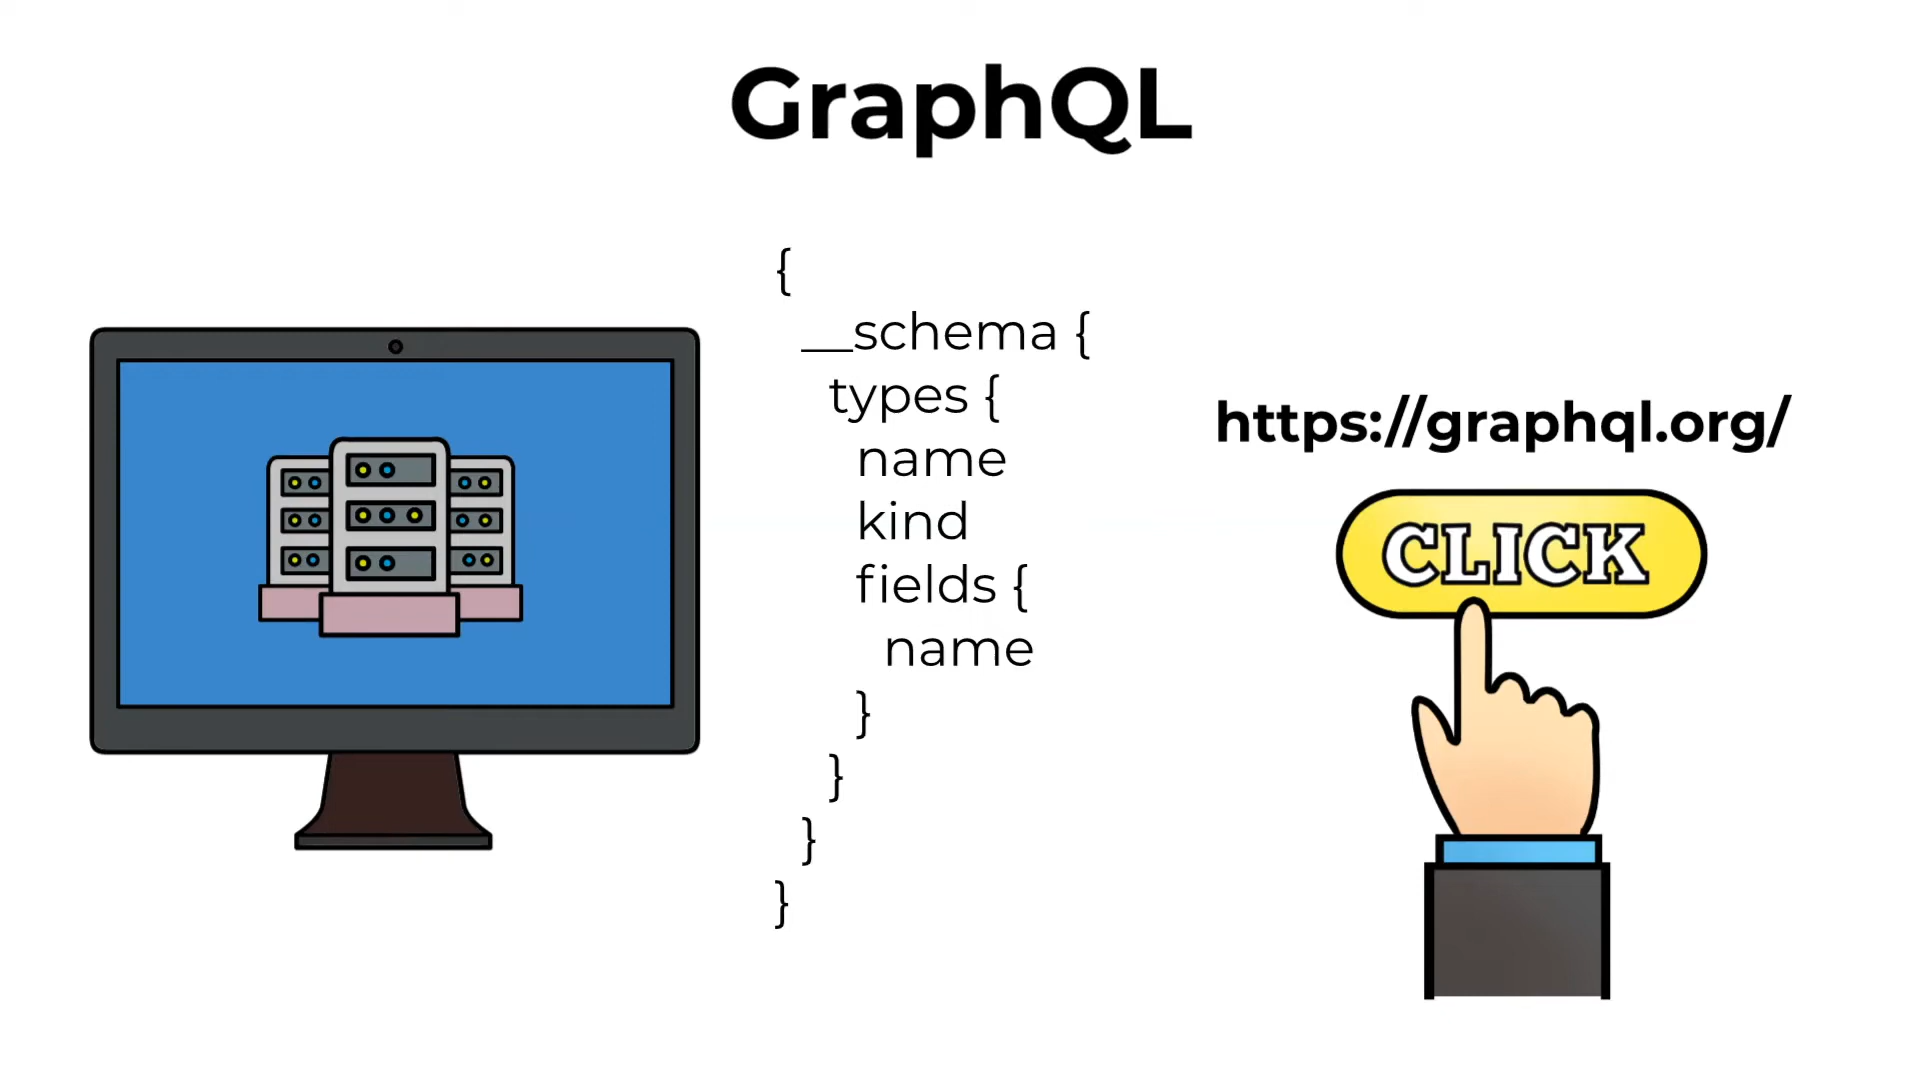 GraphQL
{
__schema {
types {
name
kind
fields {
name
}
}
}
}
https://graphql.org/
CLICK